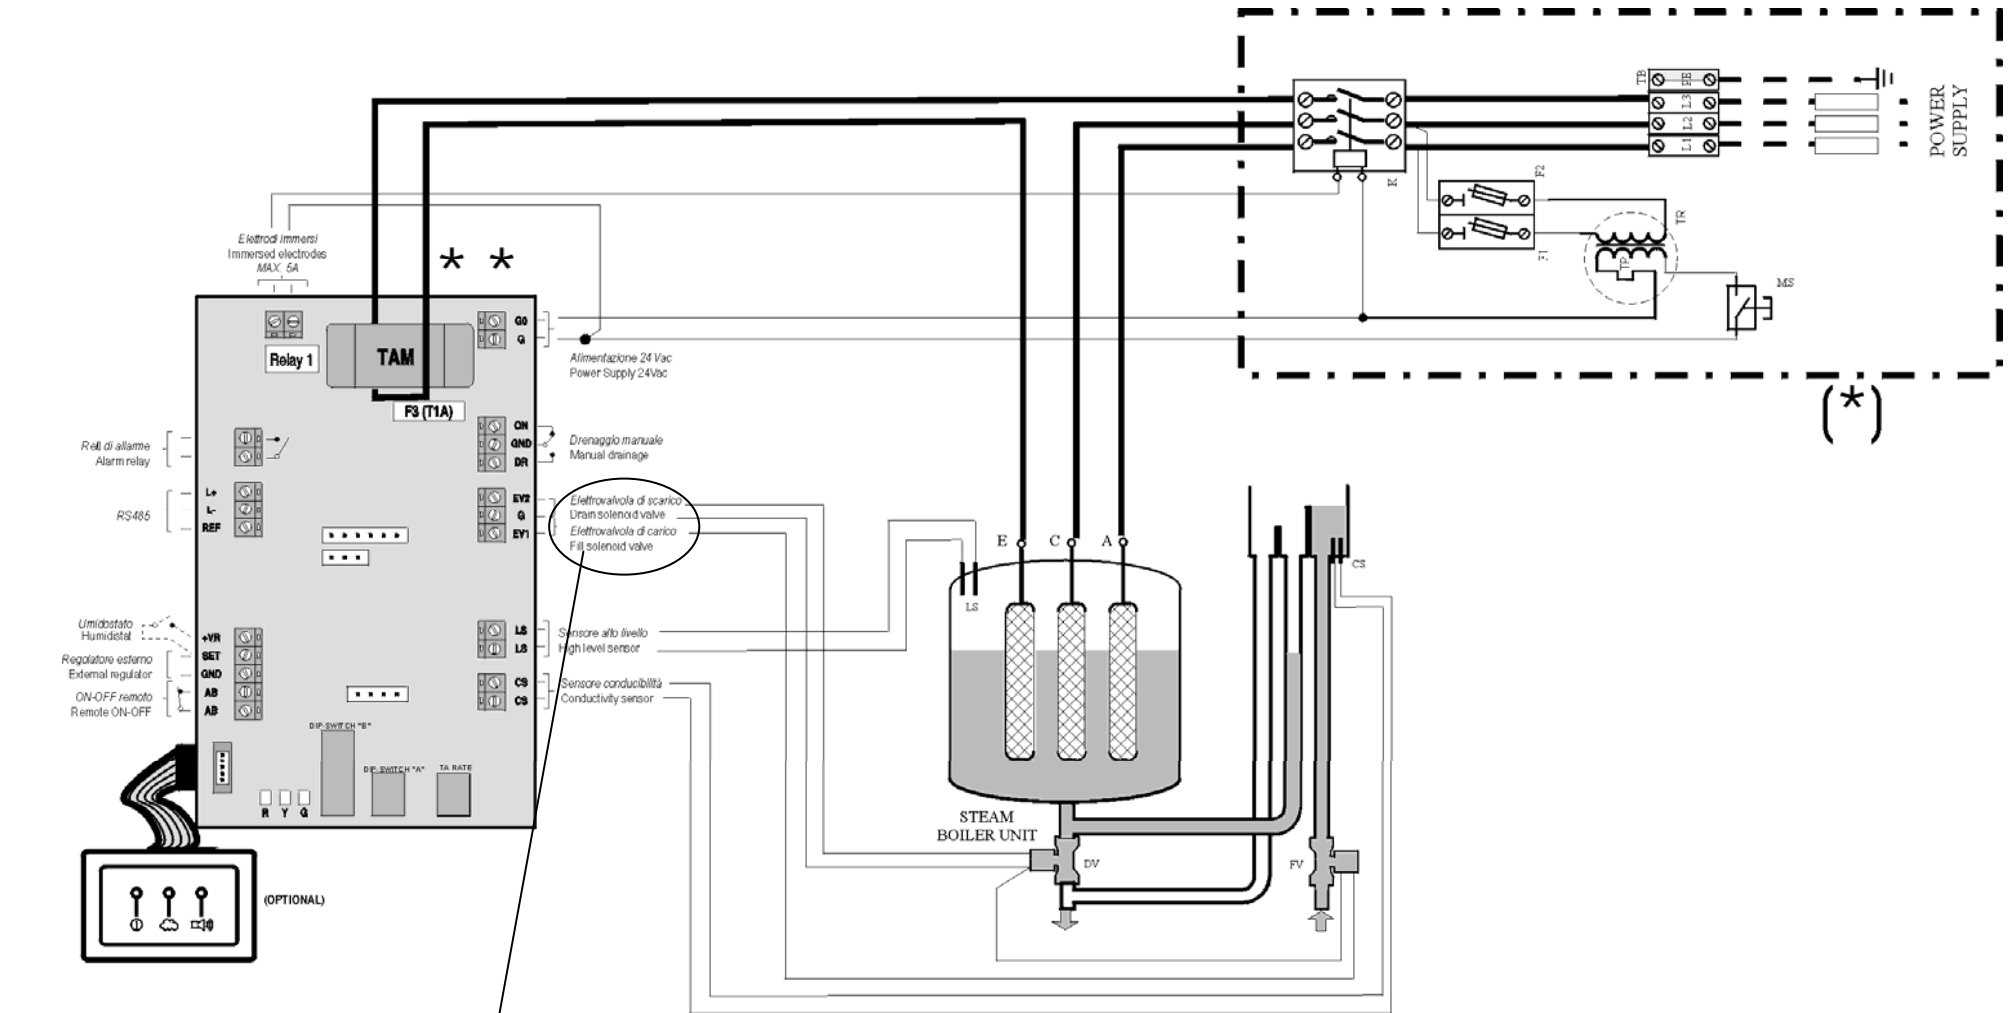 TB
PE
L3
L2
L1
POWER
SUPPLY
K
F2
F1
TR
TP
MS
(*)
Elettrodi immersi
Immersed electrodes
MAX. 5A
* *
Relay 1
TAM
F3 (T1A)
G0
G
Alimentazione 24 Vac
Power Supply 24Vac
Relè di allarme
Alarm relay
ON
GND
DR
Drenaggio manuale
Manual drainage
RS485
L+
L-
REF
EV2
G
EV1
Elettrovalvola di scarico
Drain solenoid valve
Elettrovalvola di carico
Fill solenoid valve
E
C
A
LS
CS
Umidostato
Humidistat
Regolatore esterno
External regulator
ON-OFF remoto
Remote ON-OFF
+VR
SET
GND
AB
AB
LS
LS
Sensore alto livello
High level sensor
CS
CS
Sensore conducibilità
Conductivity sensor
DIP-SWITCH "B"
DIP-SWITCH "A"
TA RATE
R Y G
STEAM
BOILER UNIT
DV
FV
(OPTIONAL)